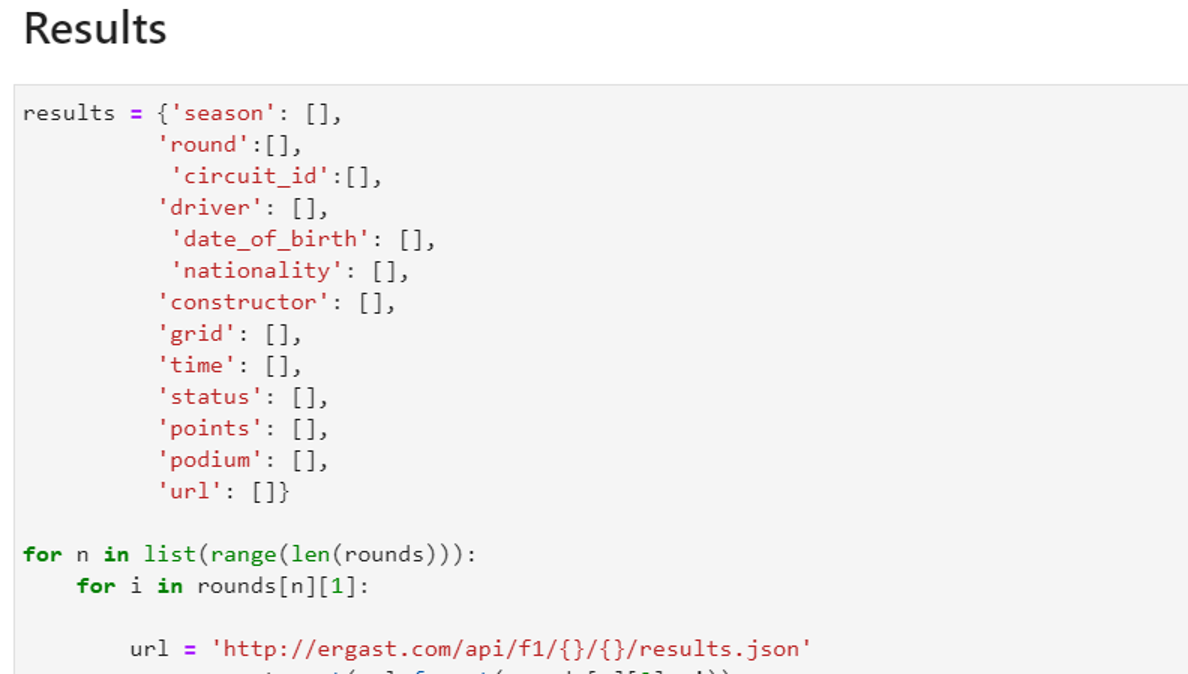 Results
results = {'season': [],
'round':[],
'circuit_id':[],
'driver': [],
'date_of_birth': [],
'nationality': [],
'constructor': [],
'grid': [],
'time': [],
'status': [],
'points': [],
'podium': [],
'url': []}
for n in list(range(len(rounds))):
for i in rounds[n][1]:
url = 'http://ergast.com/api/f1/{}/{}/results.json'